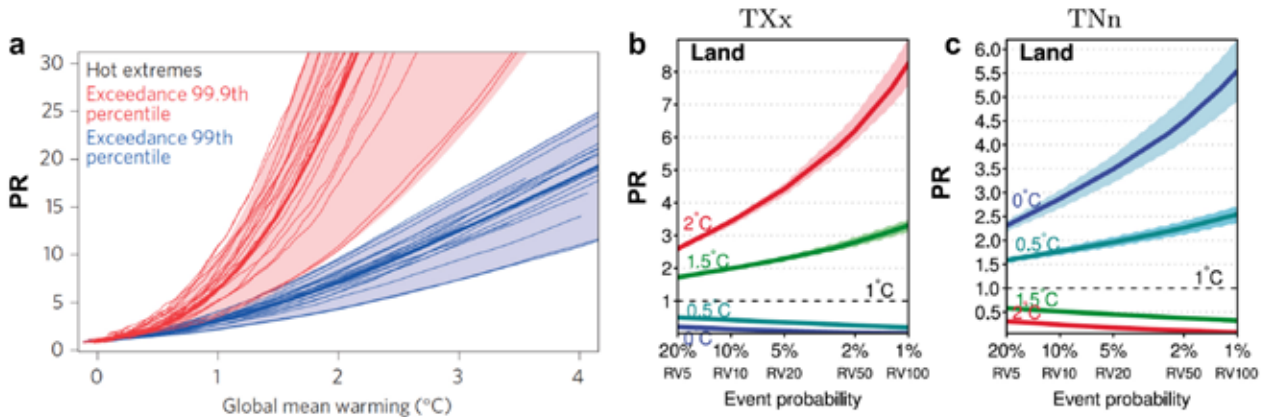 a
PR
30
25
20
15
10
5
0
Hot extremes
Exceedance 99.9th
percentile
Exceedance 99th
percentile
0 1 2 3 4
Global mean warming (°C)
TXx
b
Land
PR
8
7
6
5
4
3
2
1
2°C
1.5°C
1°C
0.5°C
0°C
20% 10% 5% 2% 1%
RV5 RV10 RV20 RV50 RV100
Event probability
TNn
c
Land
PR
6.0
5.5
5.0
4.5
4.0
3.5
3.0
2.5
2.0
1.5
1.0
0.5
0°C
0.5°C
1°C
1.5°C
2°C
20% 10% 5% 2% 1%
RV5 RV10 RV20 RV50 RV100
Event probability